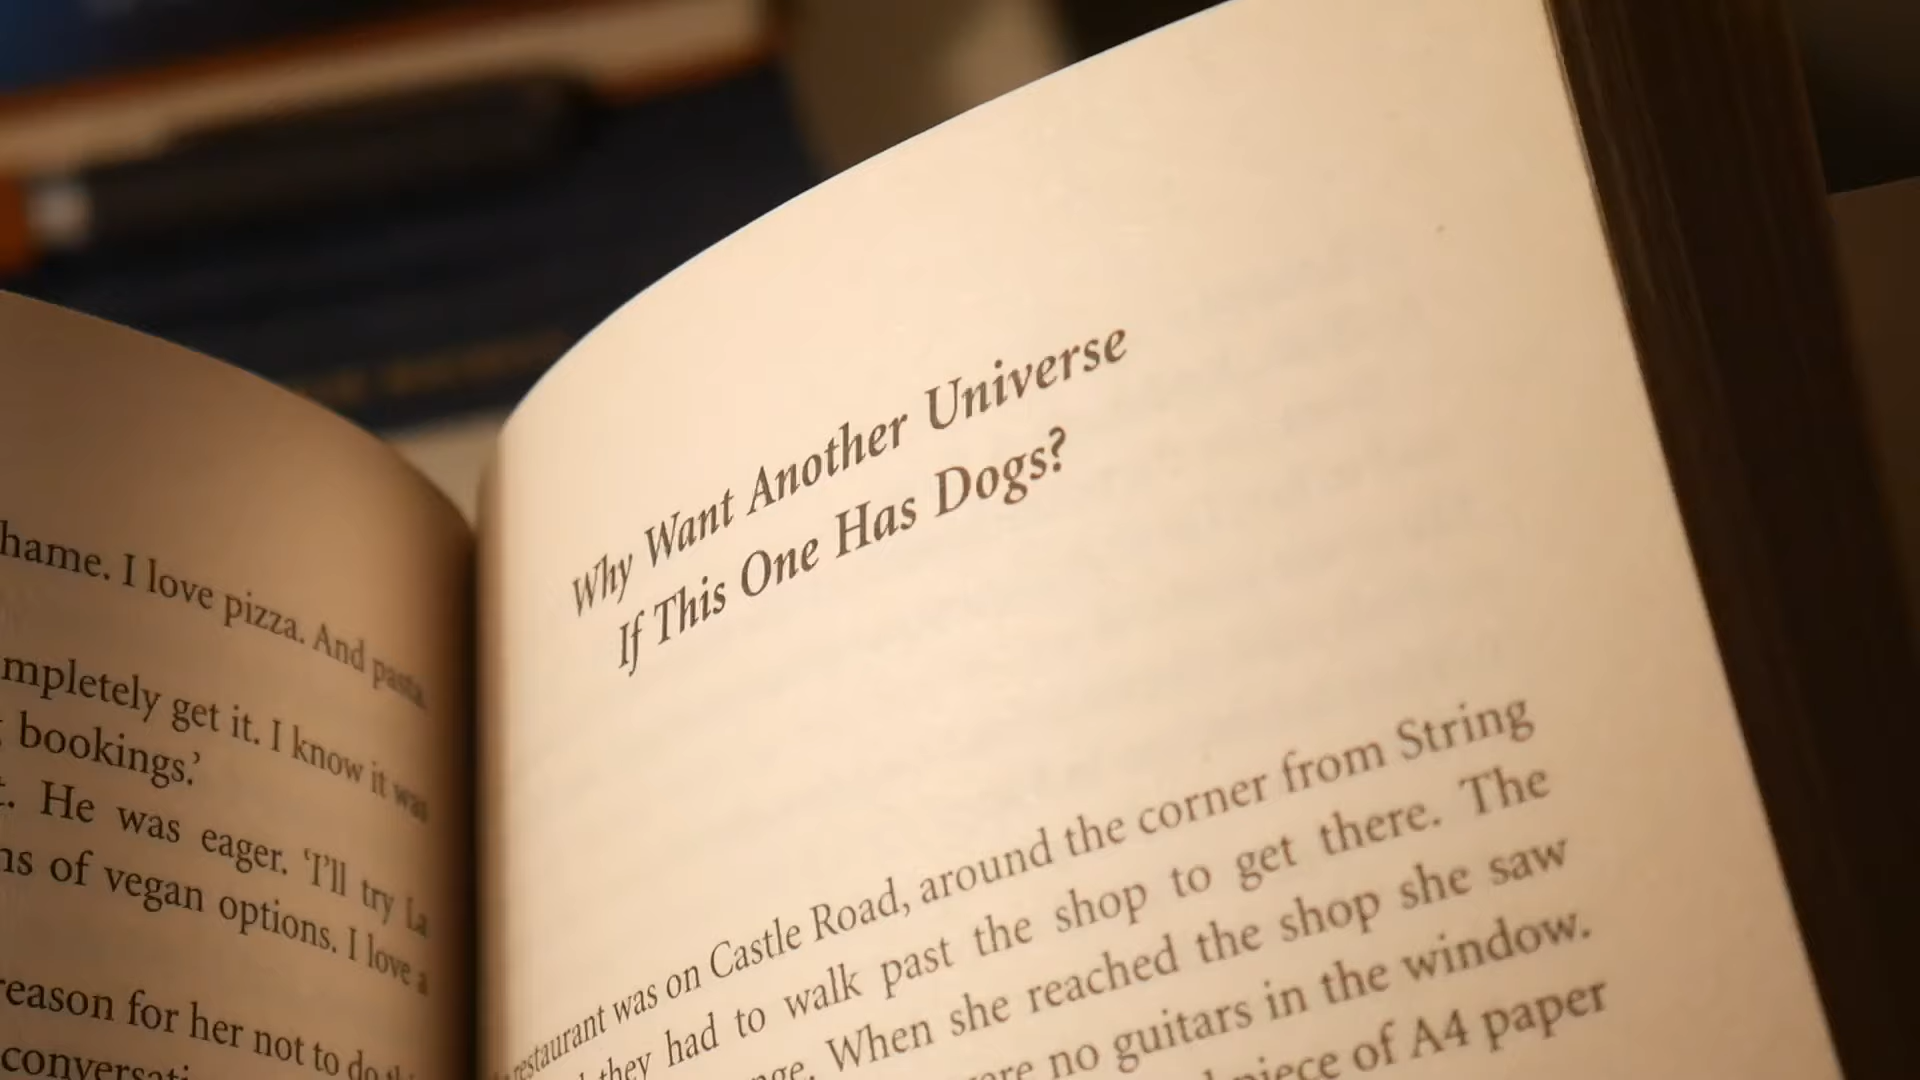 hame. I love pizza. And pasta.
mpletely get it. I know it was
bookings.’
. He was eager. ‘I’ll try La
ns of vegan options. I love a
reason for her not to do
conversati
Why Want Another Universe
If This One Has Dogs?
restaurant was on Castle Road, around the corner from String
they had to walk past the shop to get there. The
When she reached the shop she saw
no guitars in the window.
piece of A4 paper